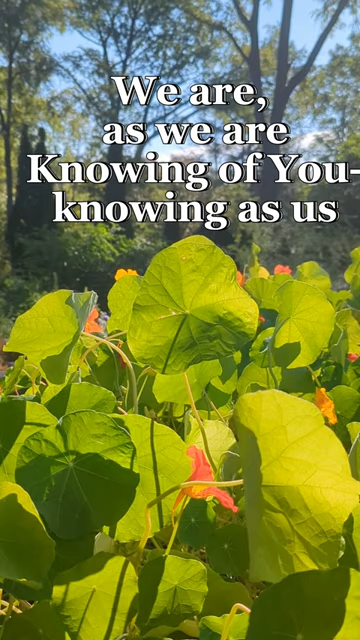 We are,
as we are
Knowing of You-
knowing as us